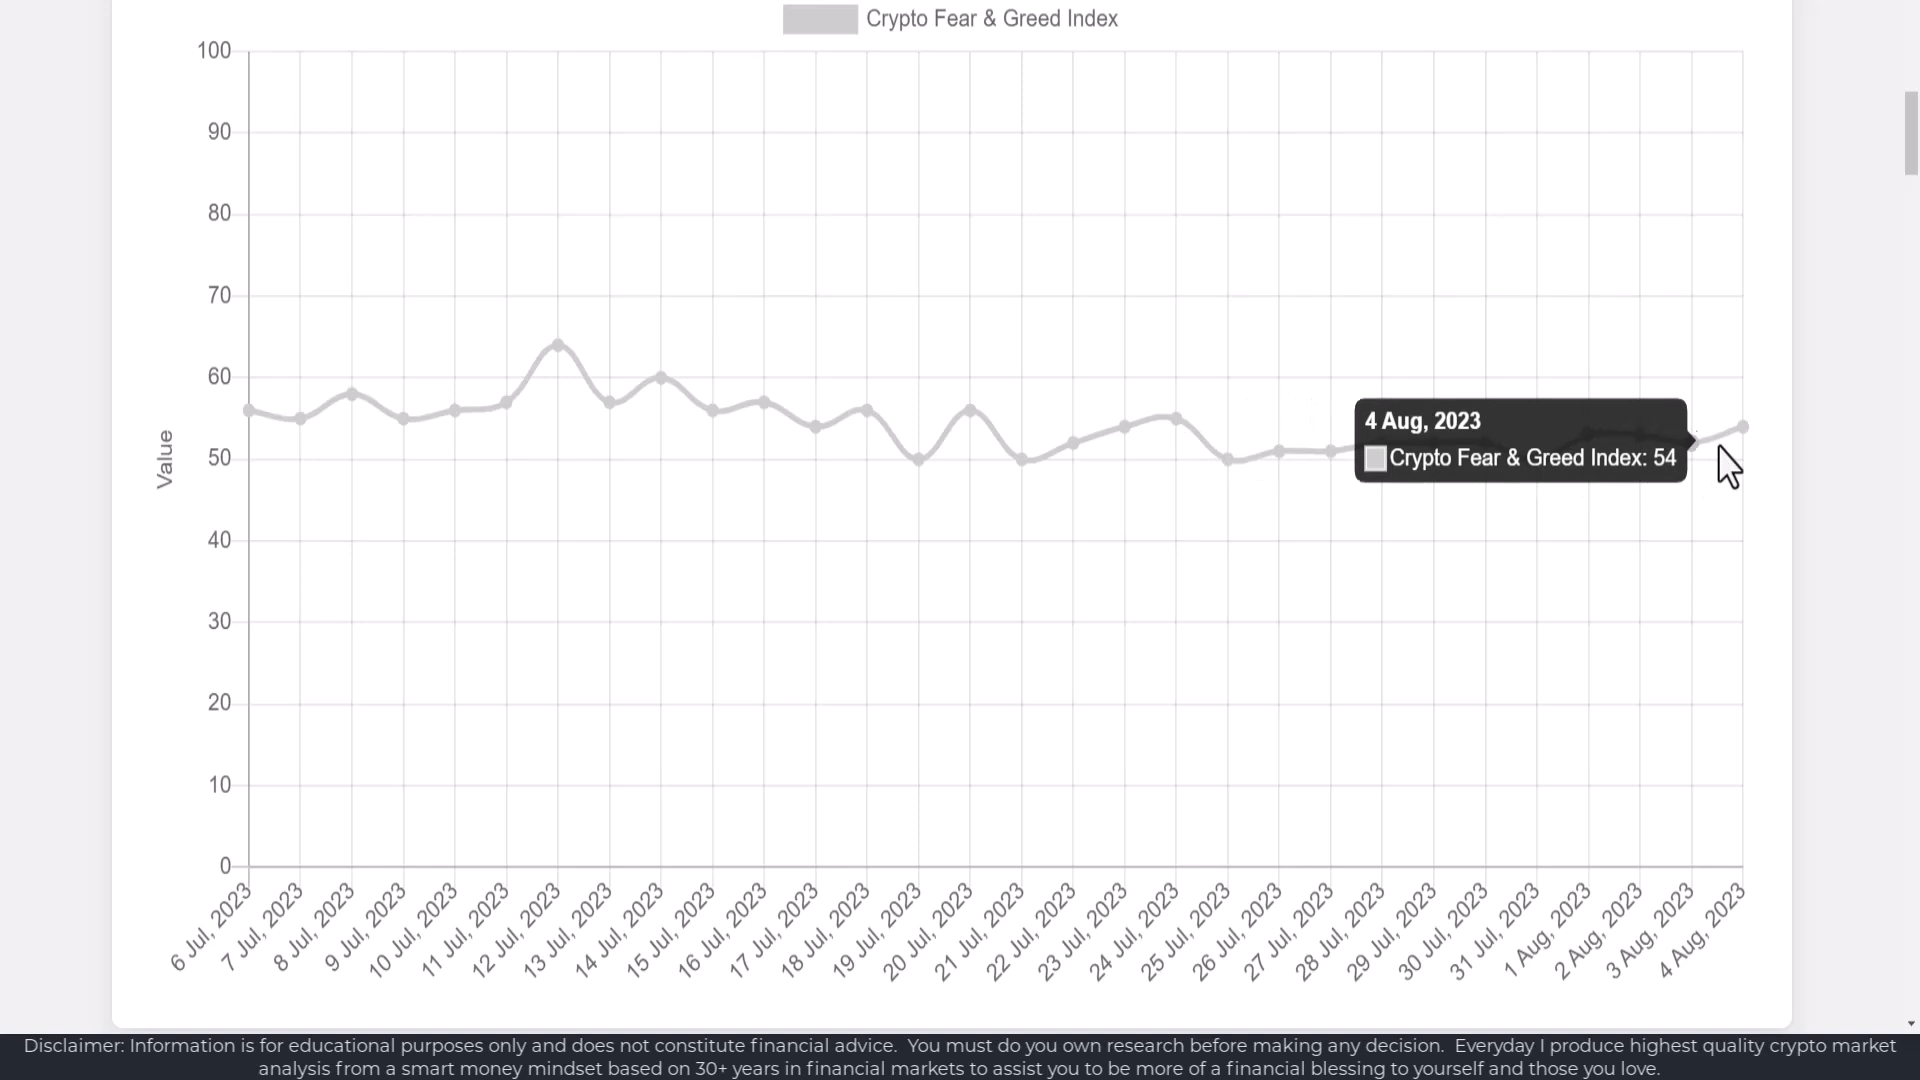 Crypto Fear & Greed Index
100
90
80
70
60
50
40
30
20
10
0
Value
4 Aug, 2023
Crypto Fear & Greed Index: 54
6 Jul, 2023
7 Jul, 2023
8 Jul, 2023
9 Jul, 2023
10 Jul, 2023
11 Jul, 2023
12 Jul, 2023
13 Jul, 2023
14 Jul, 2023
15 Jul, 2023
16 Jul, 2023
17 Jul, 2023
18 Jul, 2023
19 Jul, 2023
20 Jul, 2023
21 Jul, 2023
22 Jul, 2023
23 Jul, 2023
24 Jul, 2023
25 Jul, 2023
26 Jul, 2023
27 Jul, 2023
28 Jul, 2023
29 Jul, 2023
30 Jul, 2023
31 Jul, 2023
1 Aug, 2023
2 Aug, 2023
3 Aug, 2023
4 Aug, 2023
Disclaimer: Information is for educational purposes only and does not constitute financial advice. You must do you own research before making any decision. Everyday I produce highest quality crypto market
analysis from a smart money mindset based on 30+ years in financial markets to assist you to be more of a financial blessing to yourself and those you love.